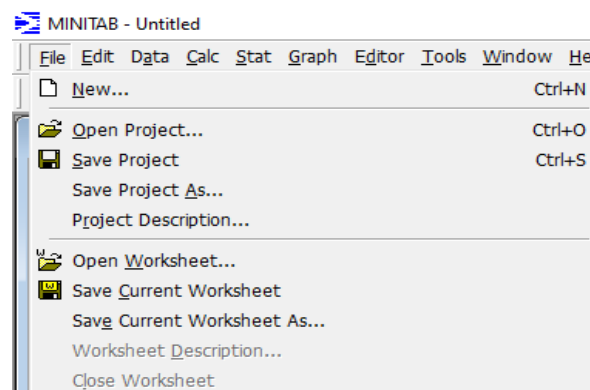 MINITAB - Untitled
File Edit Data Calc Stat Graph Editor Tools Window He
New... Ctrl+N
Open Project... Ctrl+O
Save Project Ctrl+S
Save Project As...
Project Description...
Open Worksheet...
Save Current Worksheet
Save Current Worksheet As...
Worksheet Description...
Close Worksheet